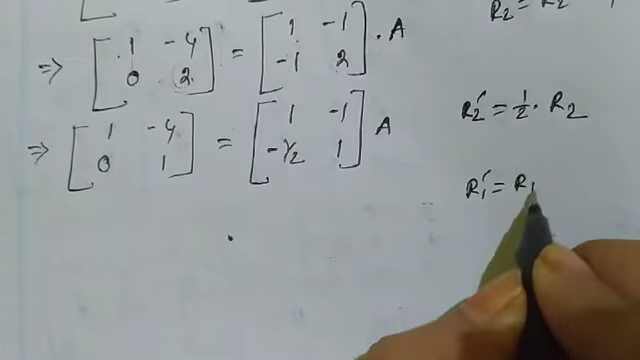 R₂ = R₂
⇒ [1 -4; 0 2] = [1 -1; -1 2] . A
⇒ [1 -4; 0 1] = [1 -1; -1/2 1] A
R₂′ = 1/2 . R₂
R₁′ = R₁